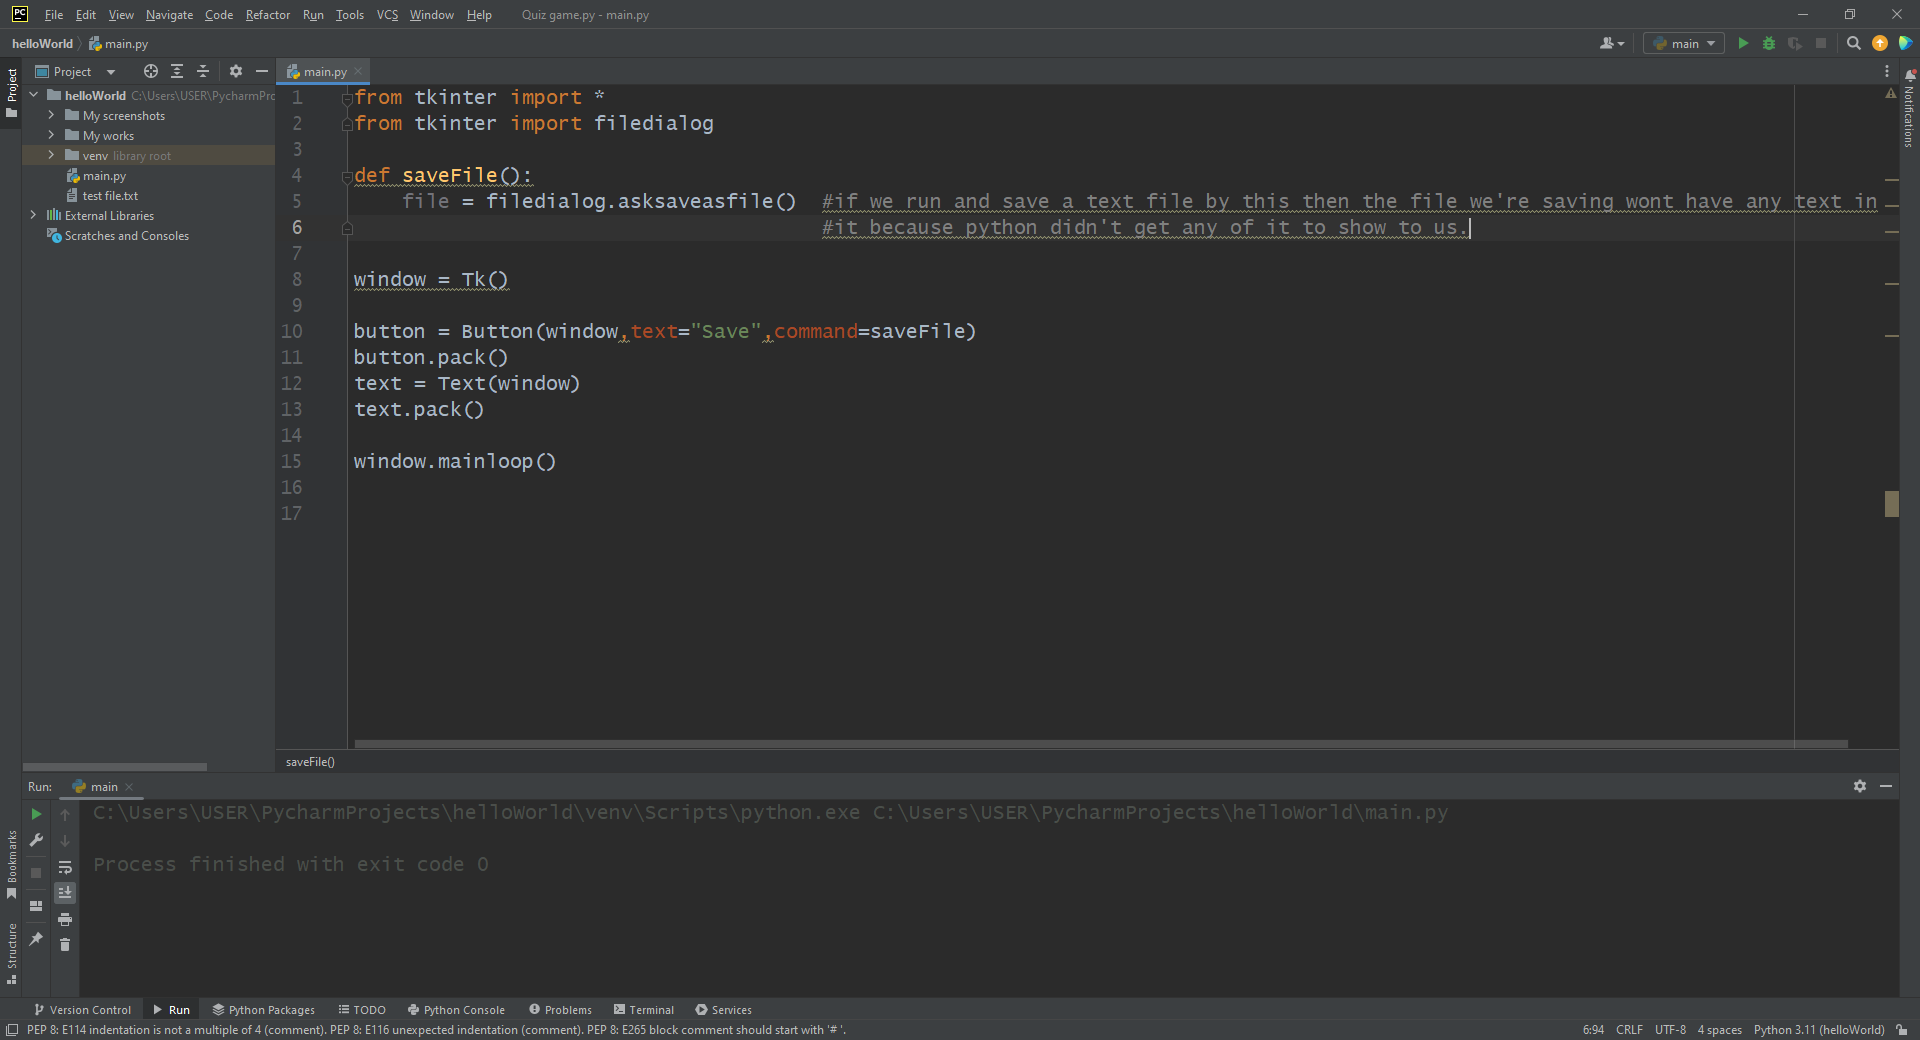 PC File Edit View Navigate Code Refactor Run Tools VCS Window Help Quiz game.py - main.py
helloWorld main.py main
Project
Project
main.py
helloWorld C:\Users\USER\PycharmPro
My screenshots
My works
venv library root
main.py
test file.txt
External Libraries
Scratches and Consoles
1 from tkinter import *
2 from tkinter import filedialog
3
4 def saveFile():
5 file = filedialog.asksaveasfile() #if we run and save a text file by this then the file we're saving wont have any text in
6 #it because python didn't get any of it to show to us.
7
8 window = Tk()
9
10 button = Button(window,text="Save",command=saveFile)
11 button.pack()
12 text = Text(window)
13 text.pack()
14
15 window.mainloop()
16
17
Notifications
saveFile()
Run: main
C:\Users\USER\PycharmProjects\helloWorld\venv\Scripts\python.exe C:\Users\USER\PycharmProjects\helloWorld\main.py
Process finished with exit code 0
Bookmarks
Structure
Version Control Run Python Packages TODO Python Console Problems Terminal Services
PEP 8: E114 indentation is not a multiple of 4 (comment). PEP 8: E116 unexpected indentation (comment). PEP 8: E265 block comment should start with '# '. 6:94 CRLF UTF-8 4 spaces Python 3.11 (helloWorld)